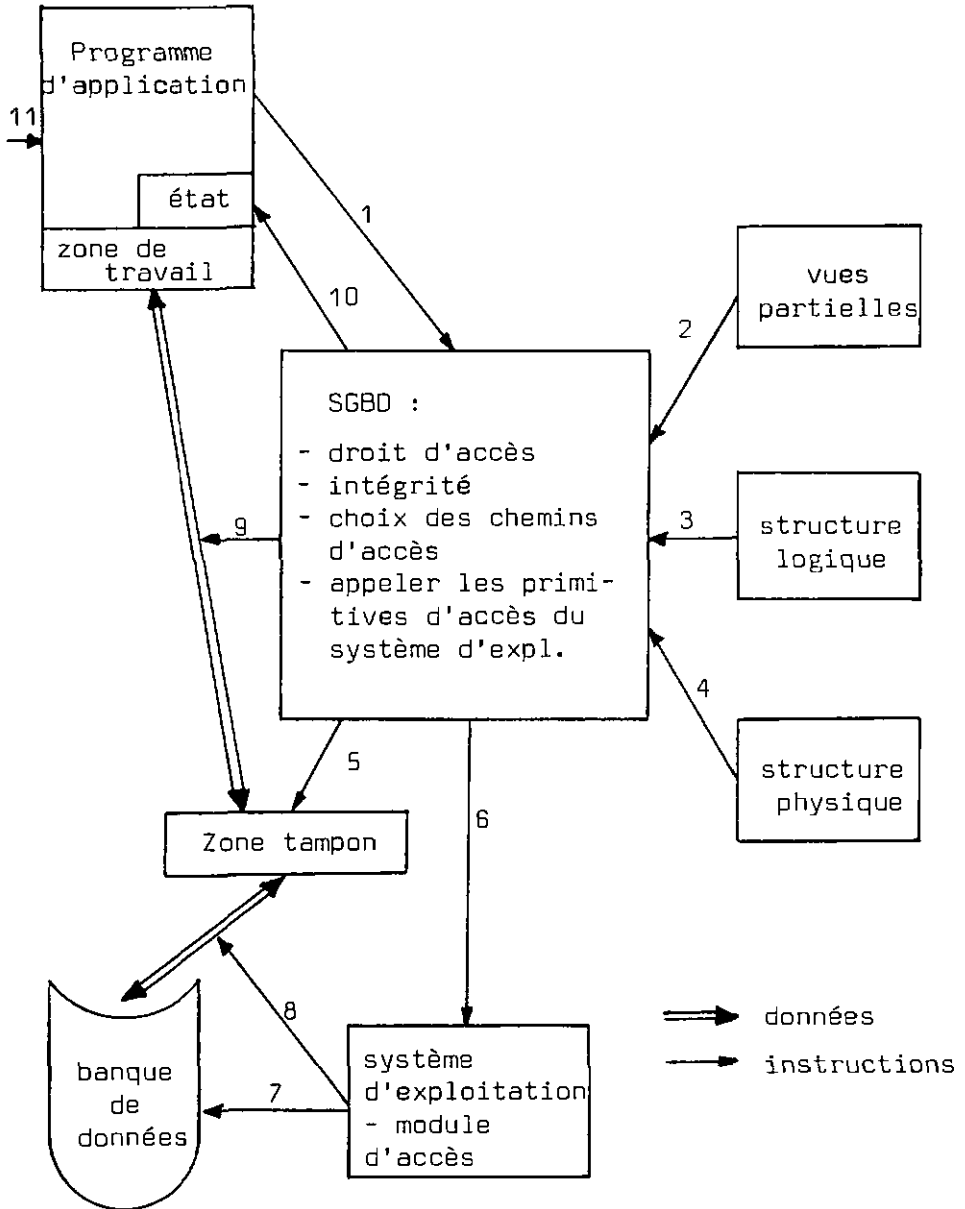 Programme
d'application
11
état
1
zone de
travail
10
vues
partielles
2
SGBD :
- droit d'accès
- intégrité
- choix des chemins
d'accès
- appeler les primi-
tives d'accès du
système d'expl.
9
3
structure
logique
4
5
structure
physique
6
Zone tampon
8
données
banque
de
données
système
d'exploitation
- module
d'accès
instructions
7